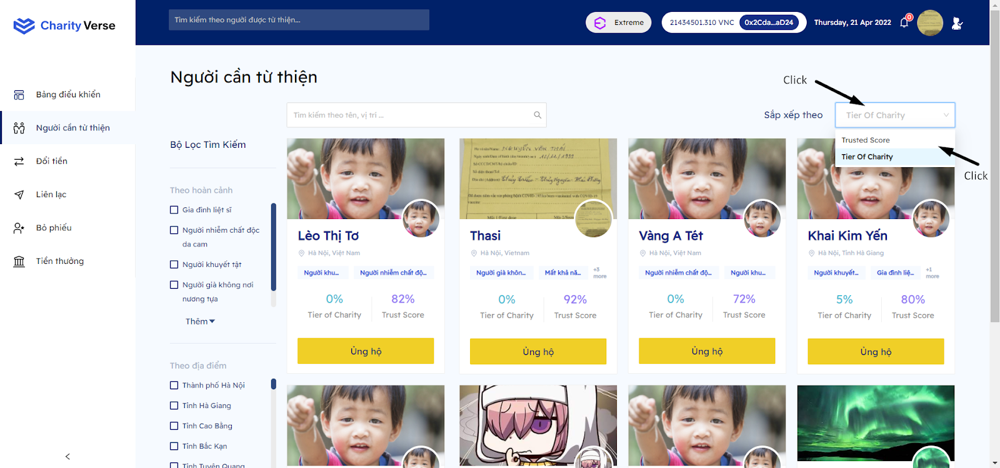 Charity Verse
Tìm kiếm theo người được từ thiện...
Extreme
21434501.310 VNC
0x2Cda...aD24
Thursday, 21 Apr 2022
0
Bảng điều khiển
Người cần từ thiện
Đổi tiền
Liên lạc
Bỏ phiếu
Tiền thưởng
Người cần từ thiện
Click
Tìm kiếm theo tên, vị trí ...
Sắp xếp theo
Tier Of Charity
Trusted Score
Tier Of Charity
Click
Bộ Lọc Tìm Kiếm
Theo hoàn cảnh
Gia đình liệt sĩ
Người nhiễm chất độc
da cam
Người khuyết tật
Người già không nơi
nương tựa
Thêm
Theo địa điểm
Thành phố Hà Nội
Tỉnh Hà Giang
Tỉnh Cao Bằng
Tỉnh Bắc Kạn
Tỉnh Tuyên Quang
Lèo Thị Tơ
Hà Nội, Việt Nam
Người khu...
Người nhiễm chất độ...
0%
82%
Tier of Charity
Trust Score
Ủng hộ
NGUYỄN VĂN THÁI
Thasi
Hà Nội, Vietnam
Người già khôn...
Mất khả nă...
+3
more
0%
92%
Tier of Charity
Trust Score
Ủng hộ
Vàng A Tét
Hà Nội, Việt Nam
Người nhiễm chất độ...
Người khu...
0%
72%
Tier of Charity
Trust Score
Ủng hộ
Khai Kim Yến
Hà Nội, Tỉnh Hà Giang
Người khuyết...
Gia đình liệ...
+1
more
5%
80%
Tier of Charity
Trust Score
Ủng hộ